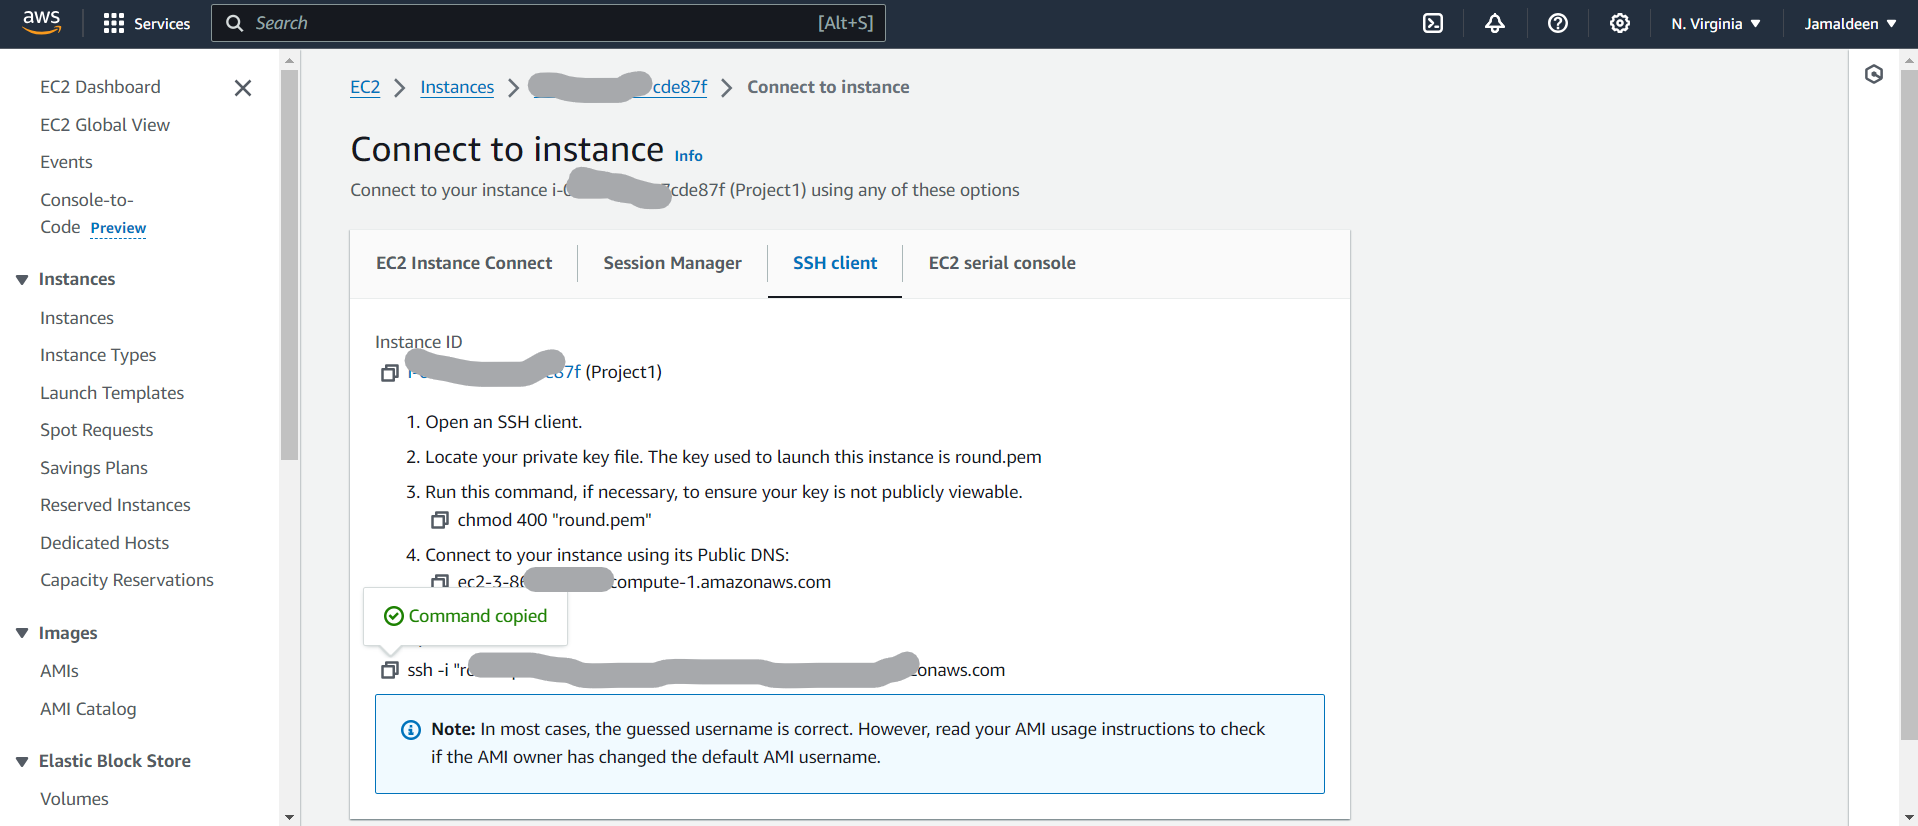 aws
Services
Search
[Alt+S]
N. Virginia
Jamaldeen
EC2 Dashboard
EC2 Global View
Events
Console-to-
Code Preview
Instances
Instances
Instance Types
Launch Templates
Spot Requests
Savings Plans
Reserved Instances
Dedicated Hosts
Capacity Reservations
Images
AMIs
AMI Catalog
Elastic Block Store
Volumes
EC2
Instances
cde87f
Connect to instance
Connect to instance Info
Connect to your instance cde87f (Project1) using any of these options
EC2 Instance Connect
Session Manager
SSH client
EC2 serial console
Instance ID
87f (Project1)
1. Open an SSH client.
2. Locate your private key file. The key used to launch this instance is round.pem
3. Run this command, if necessary, to ensure your key is not publicly viewable.
chmod 400 "round.pem"
4. Connect to your instance using its Public DNS:
ec2-3-86 compute-1.amazonaws.com
Command copied
ssh -i onaws.com
Note: In most cases, the guessed username is correct. However, read your AMI usage instructions to check
if the AMI owner has changed the default AMI username.